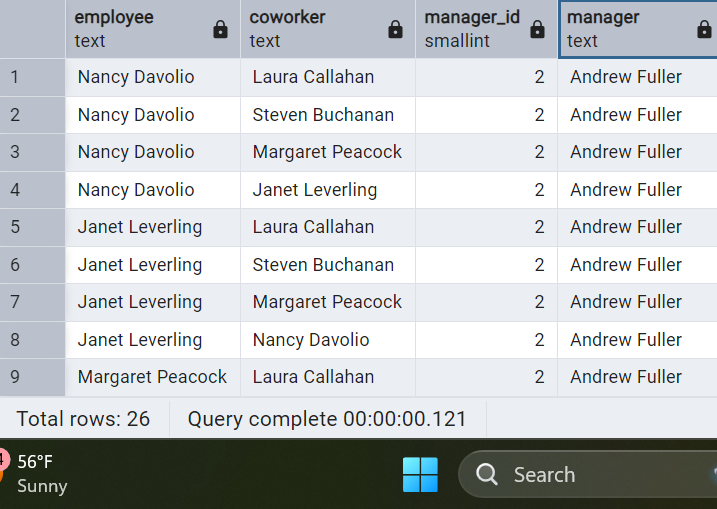 employee coworker manager_id manager
text text smallint text
1 Nancy Davolio Laura Callahan 2 Andrew Fuller
2 Nancy Davolio Steven Buchanan 2 Andrew Fuller
3 Nancy Davolio Margaret Peacock 2 Andrew Fuller
4 Nancy Davolio Janet Leverling 2 Andrew Fuller
5 Janet Leverling Laura Callahan 2 Andrew Fuller
6 Janet Leverling Steven Buchanan 2 Andrew Fuller
7 Janet Leverling Margaret Peacock 2 Andrew Fuller
8 Janet Leverling Nancy Davolio 2 Andrew Fuller
9 Margaret Peacock Laura Callahan 2 Andrew Fuller
Total rows: 26 Query complete 00:00:00.121
56°F
Sunny
Search